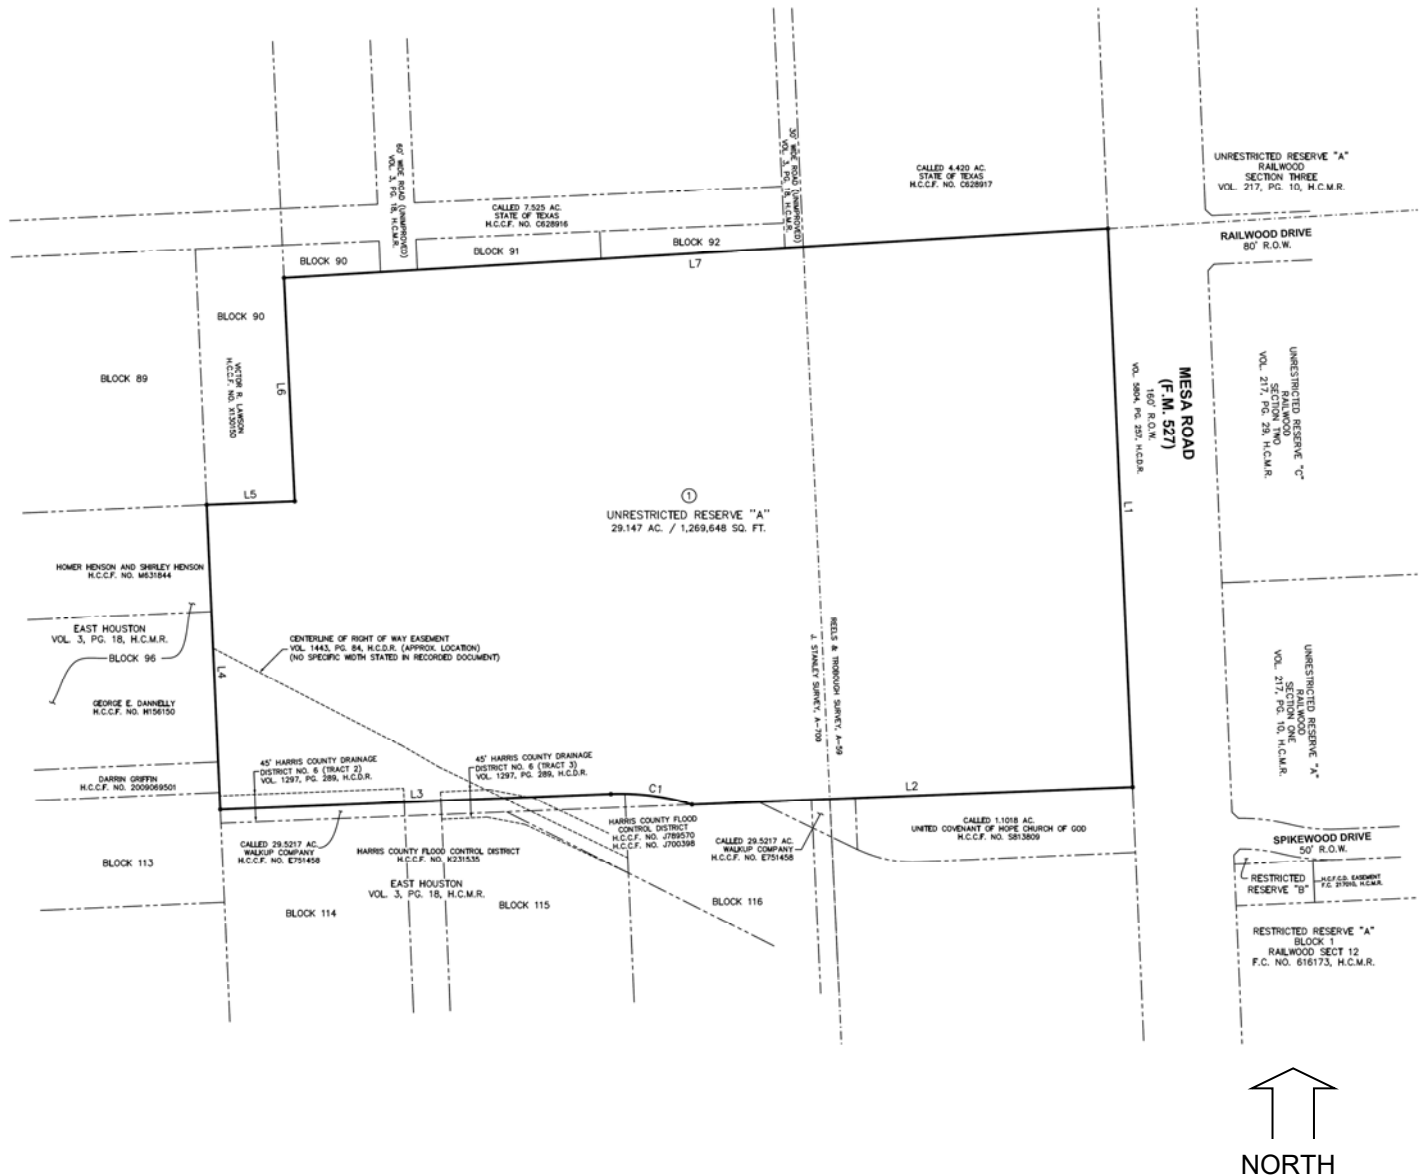 60' WIDE ROAD (UNIMPROVED)
VOL. 3, PG. 18, H.C.M.R.
30' WIDE ROAD (UNIMPROVED)
VOL. 3, PG. 18, H.C.M.R.
CALLED 4.420 AC.
STATE OF TEXAS
H.C.C.F. NO. C628917
UNRESTRICTED RESERVE "A"
RAILWOOD
SECTION THREE
VOL. 217, PG. 10, H.C.M.R.
CALLED 7.525 AC.
STATE OF TEXAS
H.C.C.F. NO. C628916
RAILWOOD DRIVE
80' R.O.W.
BLOCK 90
BLOCK 91
BLOCK 92
L7
BLOCK 90
BLOCK 89
VICTOR R. LAWSON
H.C.C.F. NO. X130150
L6
MESA ROAD
(F.M. 527)
160' R.O.W.
VOL. 5804, PG. 257, H.C.D.R.
UNRESTRICTED RESERVE "C"
RAILWOOD
SECTION TWO
VOL. 217, PG. 29, H.C.M.R.
L5
L1
1
UNRESTRICTED RESERVE "A"
29.147 AC. / 1,269,648 SQ. FT.
HOMER HENSON AND SHIRLEY HENSON
H.C.C.F. NO. M631844
EAST HOUSTON
VOL. 3, PG. 18, H.C.M.R.
BLOCK 96
CENTERLINE OF RIGHT OF WAY EASEMENT
VOL. 1443, PG. 84, H.C.D.R. (APPROX. LOCATION)
(NO SPECIFIC WIDTH STATED IN RECORDED DOCUMENT)
REELS & TROBOUGH SURVEY, A-59
J. STANLEY SURVEY, A-700
UNRESTRICTED RESERVE "A"
RAILWOOD
SECTION ONE
VOL. 217, PG. 10, H.C.M.R.
L4
GEORGE E. DANNELLY
H.C.C.F. NO. H156150
45' HARRIS COUNTY DRAINAGE
DISTRICT NO. 6 (TRACT 2)
VOL. 1297, PG. 289, H.C.D.R.
45' HARRIS COUNTY DRAINAGE
DISTRICT NO. 6 (TRACT 3)
VOL. 1297, PG. 289, H.C.D.R.
DARRIN GRIFFIN
H.C.C.F. NO. 2009069501
L3
C1
L2
HARRIS COUNTY FLOOD
CONTROL DISTRICT
H.C.C.F. NO. J789570
H.C.C.F. NO. J700398
CALLED 1.1018 AC.
UNITED COVENANT OF HOPE CHURCH OF GOD
H.C.C.F. NO. S813809
SPIKEWOOD DRIVE
50' R.O.W.
CALLED 29.5217 AC.
WALKUP COMPANY
H.C.C.F. NO. E751458
CALLED 29.5217 AC.
WALKUP COMPANY
H.C.C.F. NO. E751458
HARRIS COUNTY FLOOD CONTROL DISTRICT
H.C.C.F. NO. K231535
BLOCK 113
RESTRICTED
RESERVE "B"
H.C.F.C.D. EASEMENT
F.C. 217010, H.C.M.R.
EAST HOUSTON
VOL. 3, PG. 18, H.C.M.R.
BLOCK 114
BLOCK 115
BLOCK 116
RESTRICTED RESERVE "A"
BLOCK 1
RAILWOOD SECT 12
F.C. NO. 616173, H.C.M.R.
NORTH